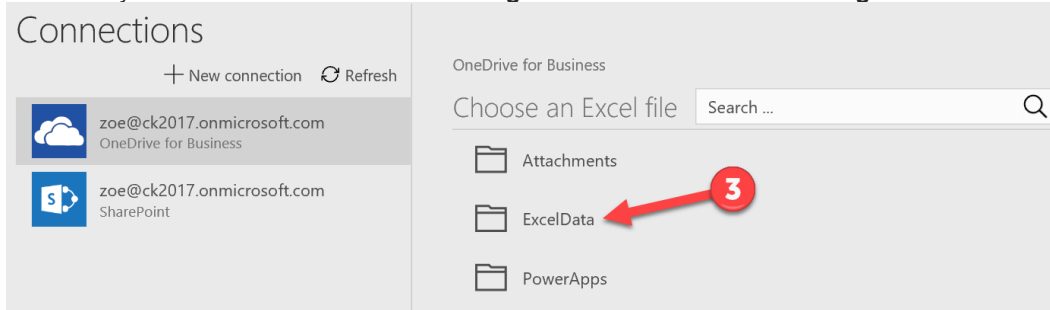 Connections
New connection Refresh
zoe@ck2017.onmicrosoft.com
OneDrive for Business
zoe@ck2017.onmicrosoft.com
SharePoint
OneDrive for Business
Choose an Excel file Search ...
Attachments
3
ExcelData
PowerApps